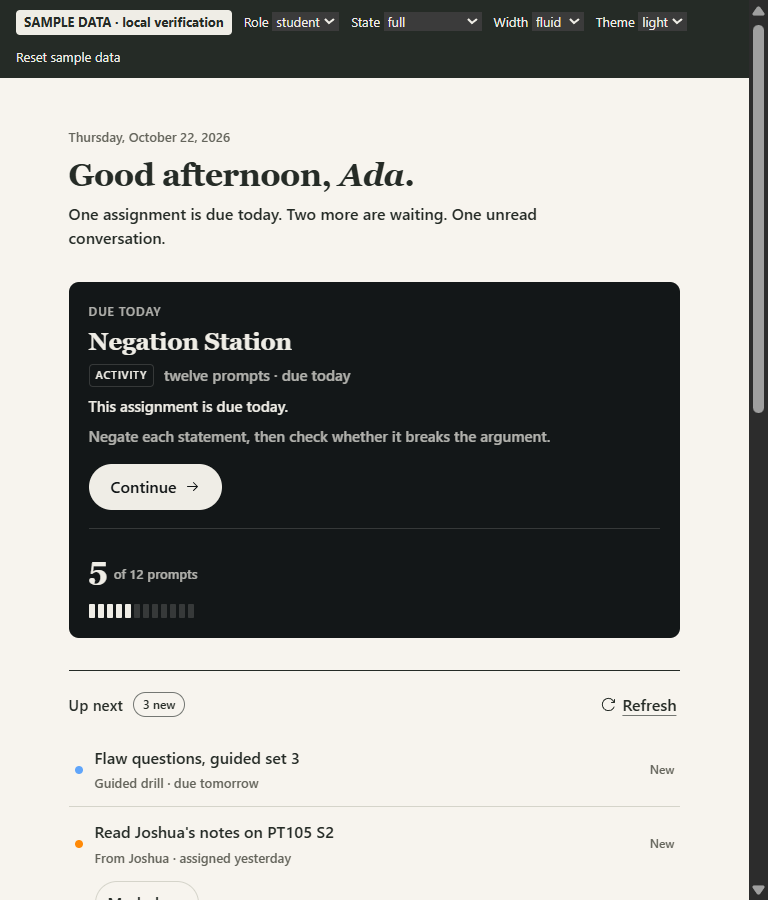 SAMPLE DATA · local verification Role student State full Width fluid Theme light
Reset sample data
Thursday, October 22, 2026
Good afternoon, Ada.
One assignment is due today. Two more are waiting. One unread
conversation.
DUE TODAY
Negation Station
ACTIVITY twelve prompts · due today
This assignment is due today.
Negate each statement, then check whether it breaks the argument.
Continue →
5 of 12 prompts
Up next 3 new Refresh
Flaw questions, guided set 3
New
Guided drill · due tomorrow
Read Joshua's notes on PT105 S2
New
From Joshua · assigned yesterday